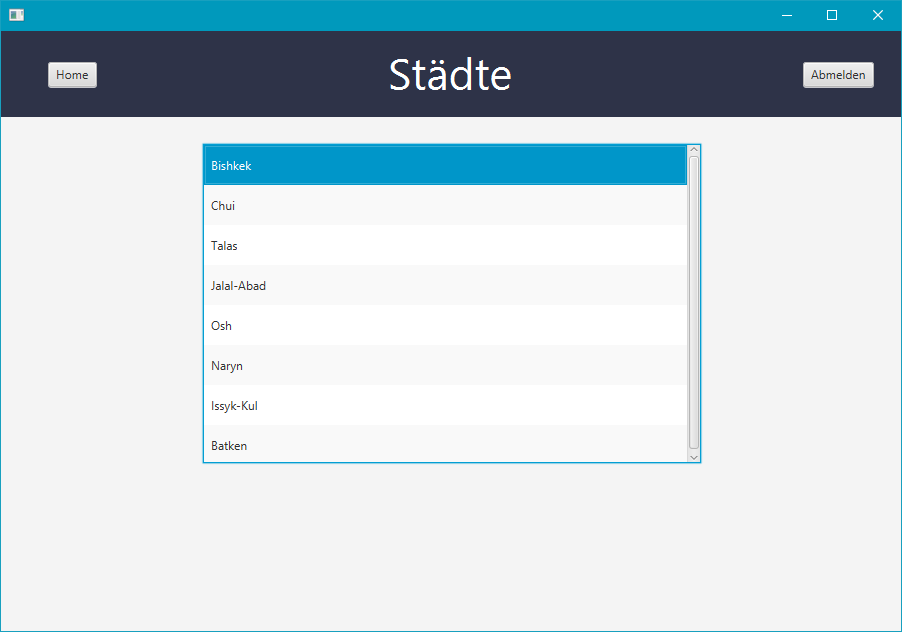 Home
Städte
Abmelden
Bishkek
Chui
Talas
Jalal-Abad
Osh
Naryn
Issyk-Kul
Batken